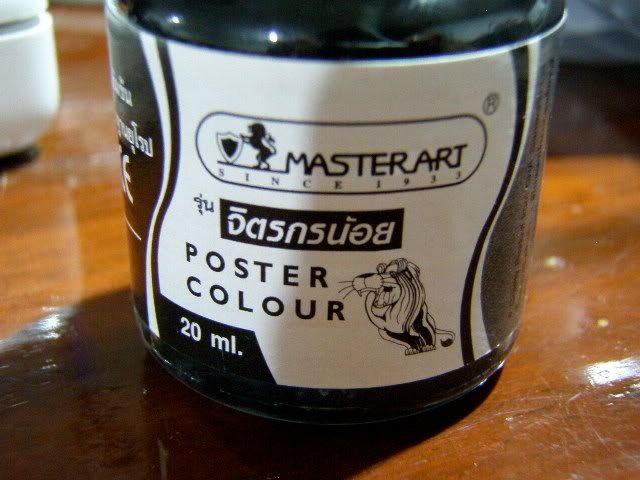 MASTERART
®
SINCE 1933
รุ่น จิตรกรน้อย
POSTER
COLOUR
20 ml.